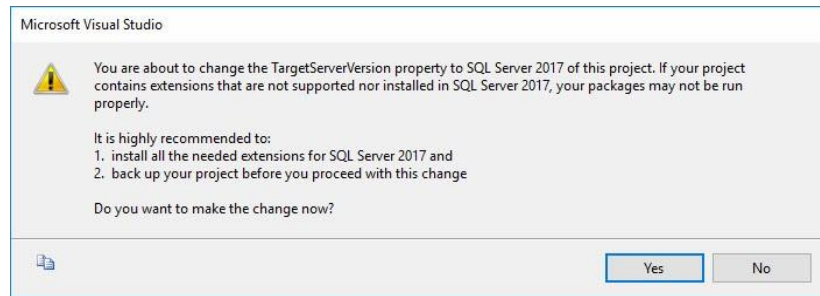 Microsoft Visual Studio
You are about to change the TargetServerVersion property to SQL Server 2017 of this project. If your project
contains extensions that are not supported nor installed in SQL Server 2017, your packages may not be run
properly.
It is highly recommended to:
1. install all the needed extensions for SQL Server 2017 and
2. back up your project before you proceed with this change
Do you want to make the change now?
Yes
No